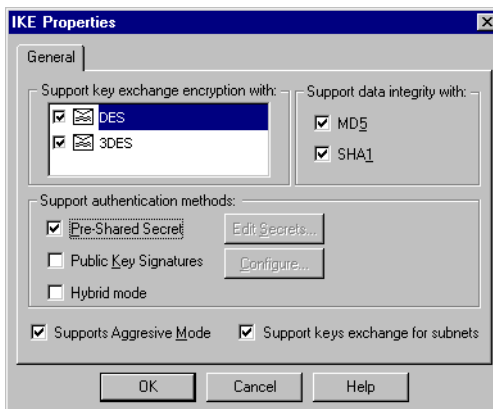 IKE Properties
General
Support key exchange encryption with:
DES
3DES
Support data integrity with:
MD5
SHA1
Support authentication methods:
Pre-Shared Secret
Edit Secrets...
Public Key Signatures
Configure...
Hybrid mode
Supports Aggresive Mode
Support keys exchange for subnets
OK
Cancel
Help